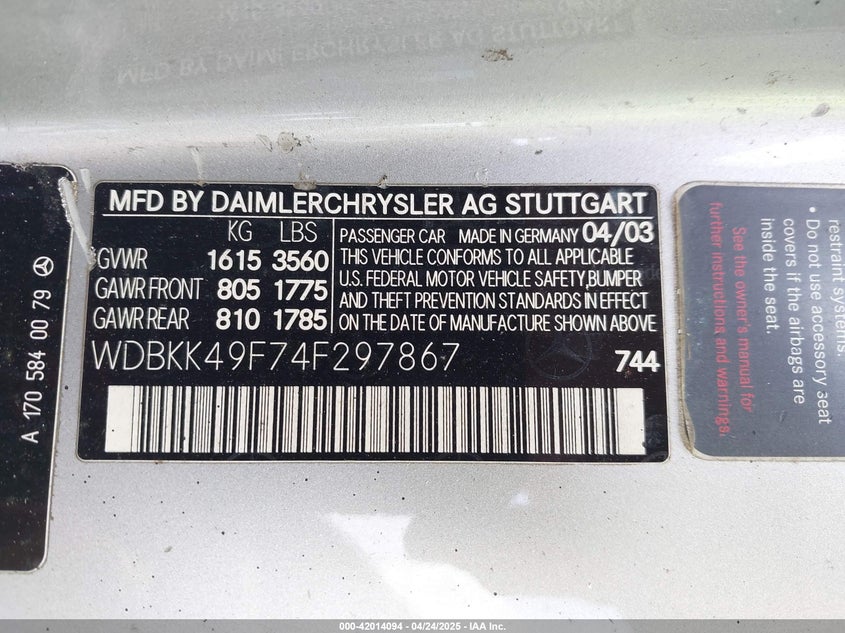 MFD BY DAIMLERCHRYSLER AG STUTTGART
KG LBS
GVWR 1615 3560
GAWR FRONT 805 1775
GAWR REAR 810 1785
PASSENGER CAR MADE IN GERMANY 04/03
THIS VEHICLE CONFORMS TO ALL APPLICABLE
U.S. FEDERAL MOTOR VEHICLE SAFETY,BUMPER
AND THEFT PREVENTION STANDARDS IN EFFECT
ON THE DATE OF MANUFACTURE SHOWN ABOVE
WDBKK49F74F297867 744
A 170 584 00 79
• Do not use accessory seat
covers if the airbags are
inside the seat.
See the owner's manual for
further instructions and warnings.
000-42014094 - 04/24/2025 - IAA Inc.